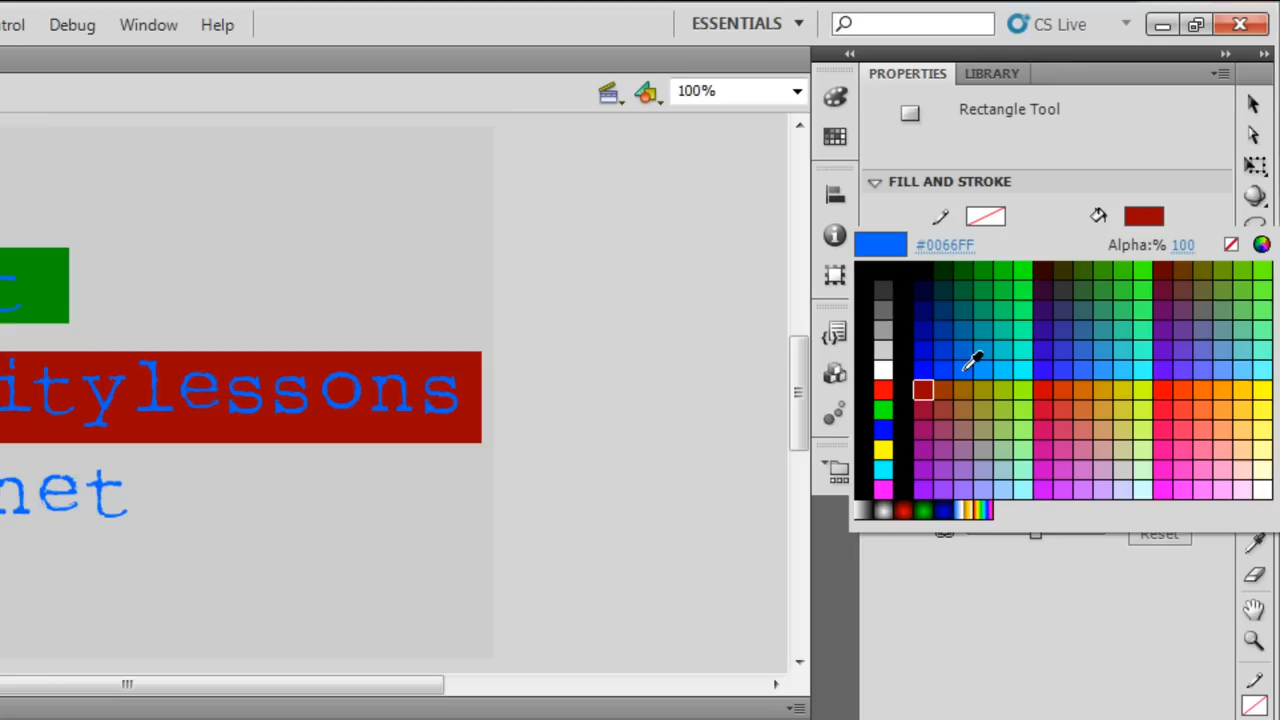 trol Debug Window Help ESSENTIALS CS Live
PROPERTIES LIBRARY
100%
Rectangle Tool
FILL AND STROKE
#0066FF Alpha:% 100
t
itylessons
net
Reset